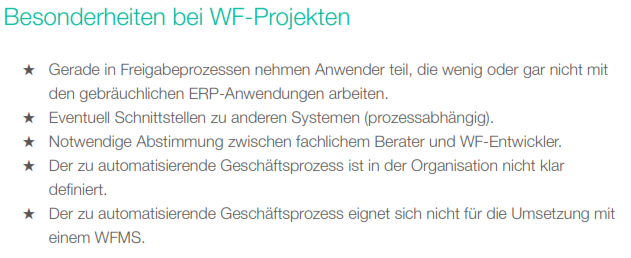 Besonderheiten bei WF-Projekten
★ Gerade in Freigabeprozessen nehmen Anwender teil, die wenig oder gar nicht mit
den gebräuchlichen ERP-Anwendungen arbeiten.
★ Eventuell Schnittstellen zu anderen Systemen (prozessabhängig).
★ Notwendige Abstimmung zwischen fachlichem Berater und WF-Entwickler.
★ Der zu automatisierende Geschäftsprozess ist in der Organisation nicht klar
definiert.
★ Der zu automatisierende Geschäftsprozess eignet sich nicht für die Umsetzung mit
einem WFMS.